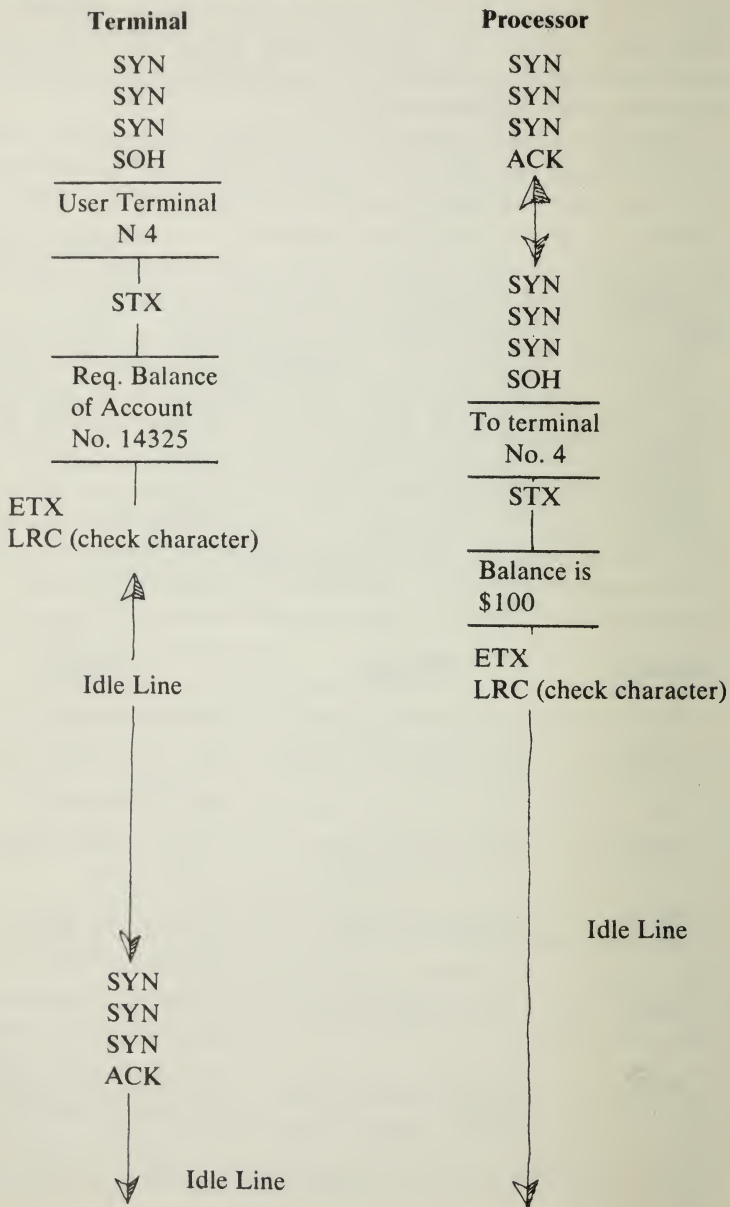 Terminal
SYN
SYN
SYN
SOH
User Terminal
N 4
STX
Req. Balance
of Account
No. 14325
ETX
LRC (check character)
Idle Line
SYN
SYN
SYN
ACK
Idle Line
Processor
SYN
SYN
SYN
ACK
SYN
SYN
SYN
SOH
To terminal
No. 4
STX
Balance is
$100
ETX
LRC (check character)
Idle Line